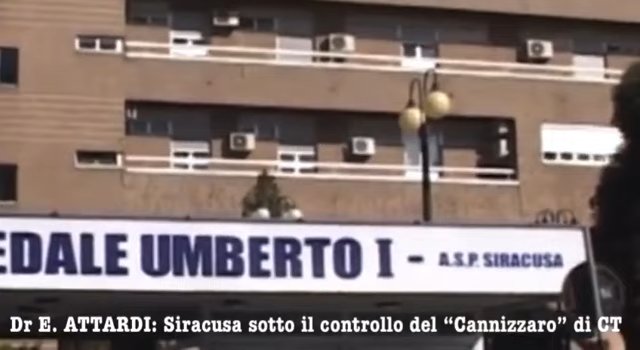 EDALE UMBERTO I - A.S.P. SIRACUSA
Dr E. ATTARDI: Siracusa sotto il controllo del “Cannizzaro” di CT